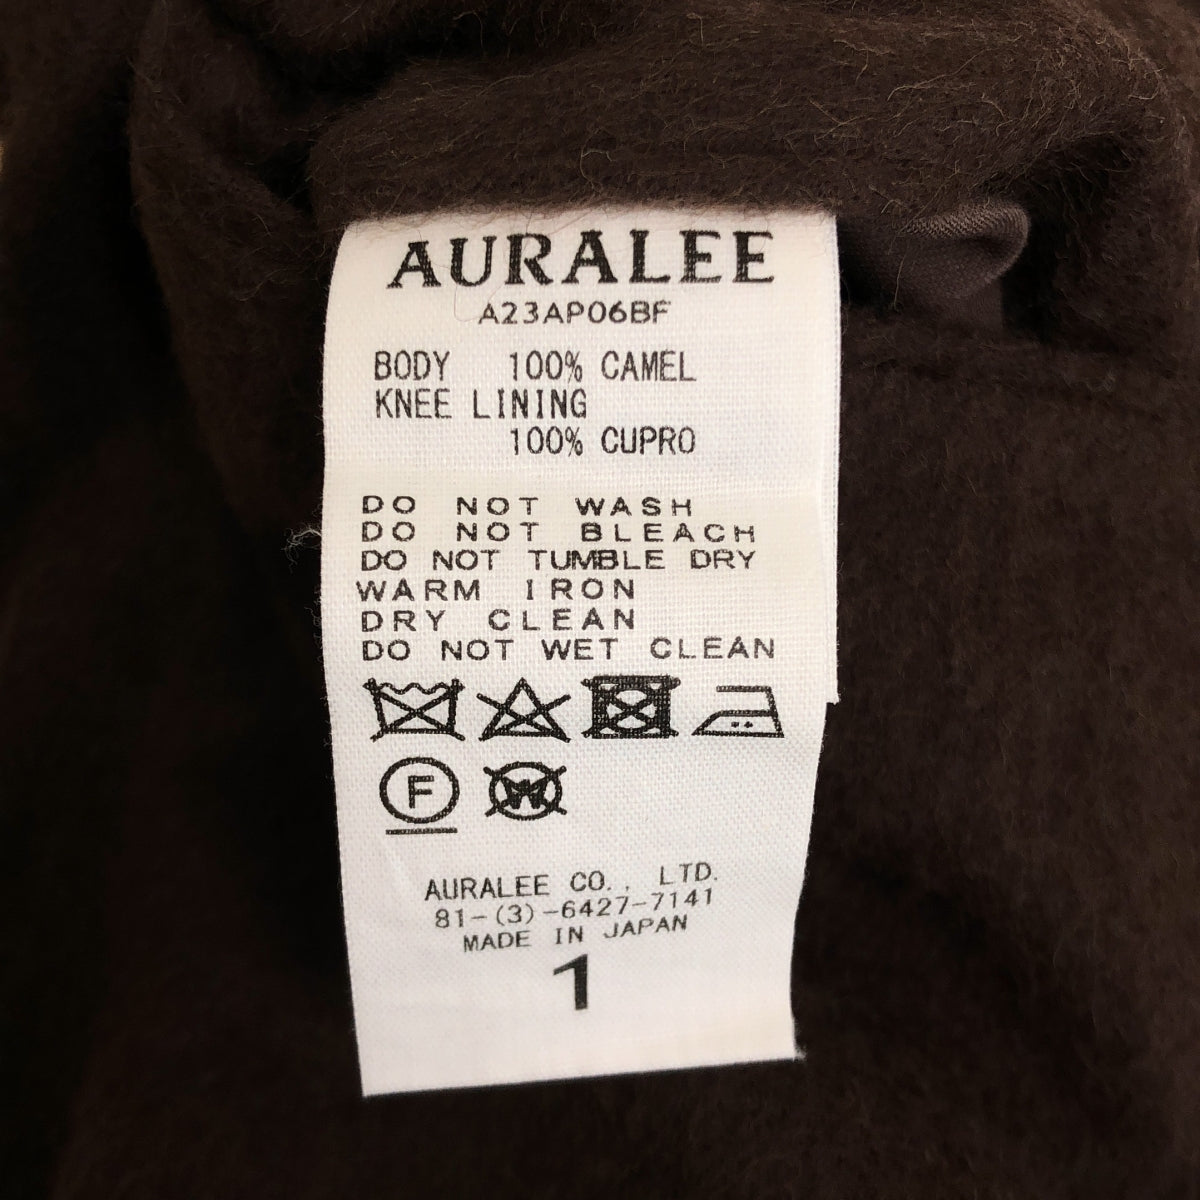 AURALEE
A23AP06BF
BODY 100% CAMEL
KNEE LINING
100% CUPRO
DO NOT WASH
DO NOT BLEACH
DO NOT TUMBLE DRY
WARM IRON
DRY CLEAN
DO NOT WET CLEAN
F W
AURALEE CO., LTD.
81-(3)-6427-7141
MADE IN JAPAN
1